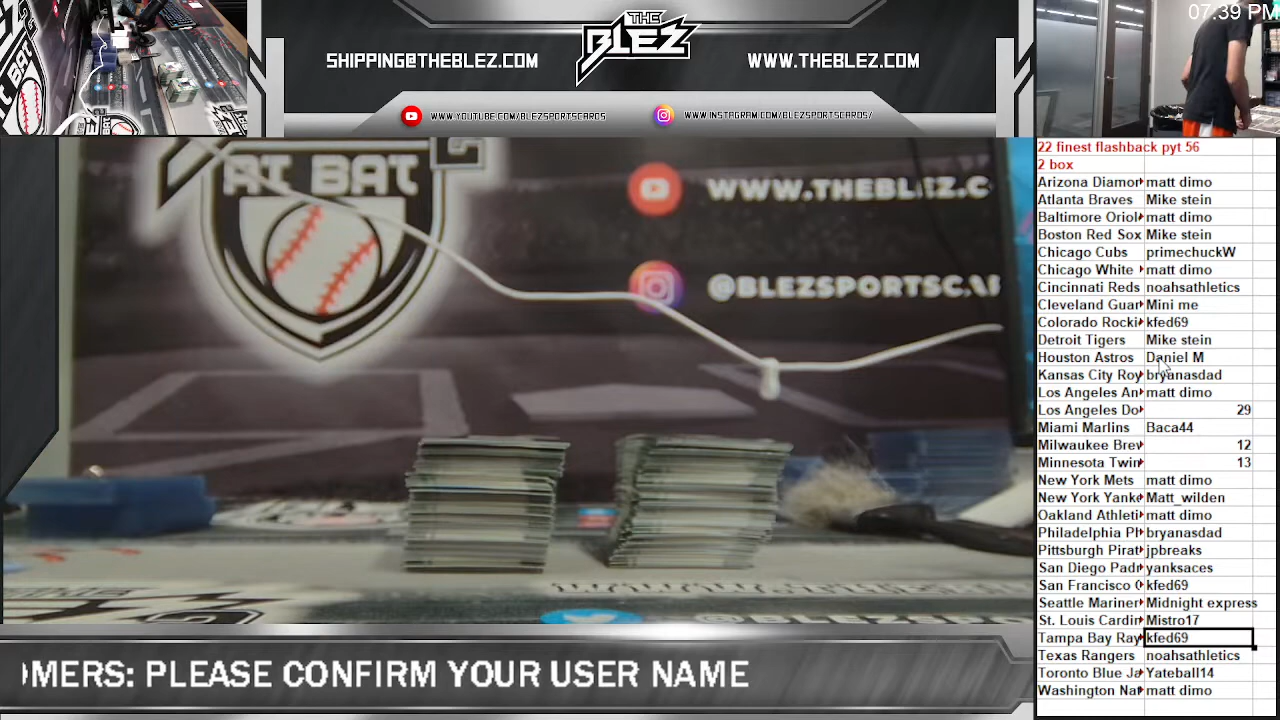 07:39 PM
THE
BLEZ
SHIPPING@THEBLEZ.COM
WWW.THEBLEZ.COM
WWW.YOUTUBE.COM/BLEZSPORTSCARDS
WWW.INSTAGRAM.COM/BLEZSPORTSCARDS/
AT BAT
WWW.THEBLEZ.C
@BLEZSPORTSCAR
22 finest flashback pyt 56
2 box
Arizona Diamor matt dimo
Atlanta Braves Mike stein
Baltimore Oriol matt dimo
Boston Red Sox Mike stein
Chicago Cubs primechuckW
Chicago White matt dimo
Cincinnati Reds noahsathletics
Cleveland Guar Mini me
Colorado Rocki kfed69
Detroit Tigers Mike stein
Houston Astros Daniel M
Kansas City Roy bryanasdad
Los Angeles An matt dimo
Los Angeles Do 29
Miami Marlins Baca44
Milwaukee Brev 12
Minnesota Twin 13
New York Mets matt dimo
New York Yanke Matt_wilden
Oakland Athleti matt dimo
Philadelphia Pl bryanasdad
Pittsburgh Pirat jpbreaks
San Diego Padr yanksaces
San Francisco G kfed69
Seattle Mariner Midnight express
St. Louis Cardin Mistro17
Tampa Bay Ray kfed69
Texas Rangers noahsathletics
Toronto Blue Ja Yateball14
Washington Nat matt dimo
OMERS: PLEASE CONFIRM YOUR USER NAME